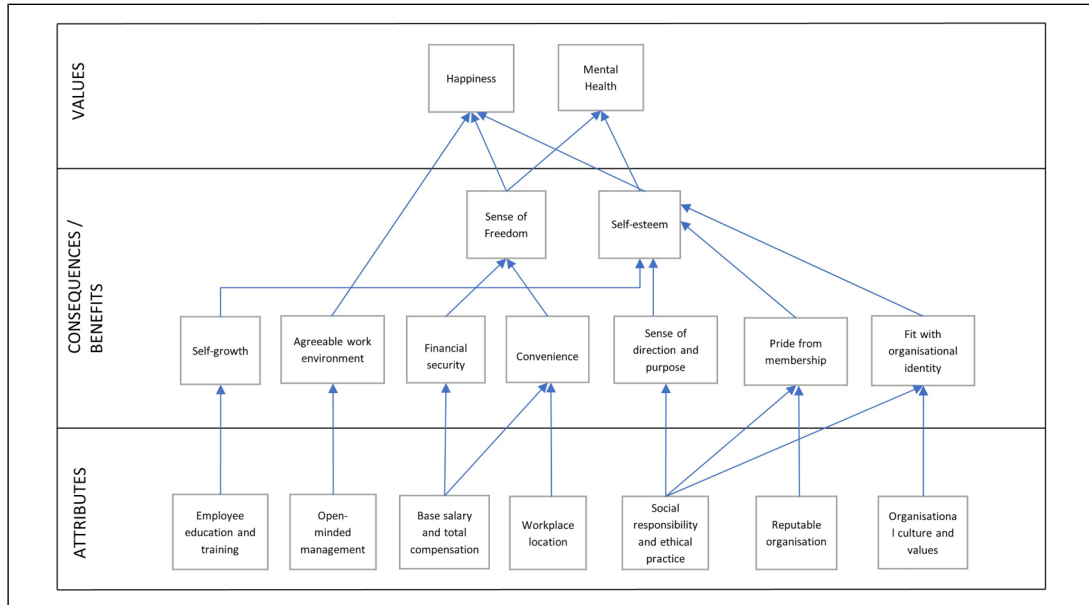 VALUES
Happiness
Mental
Health
CONSEQUENCES /
BENEFITS
Sense of
Freedom
Self-esteem
Self-growth
Agreeable work
environment
Financial
security
Convenience
Sense of
direction and
purpose
Pride from
membership
Fit with
organisational
identity
ATTRIBUTES
Employee
education and
training
Open-
minded
management
Base salary
and total
compensation
Workplace
location
Social
responsibility
and ethical
practice
Reputable
organisation
Organisationa
l culture and
values